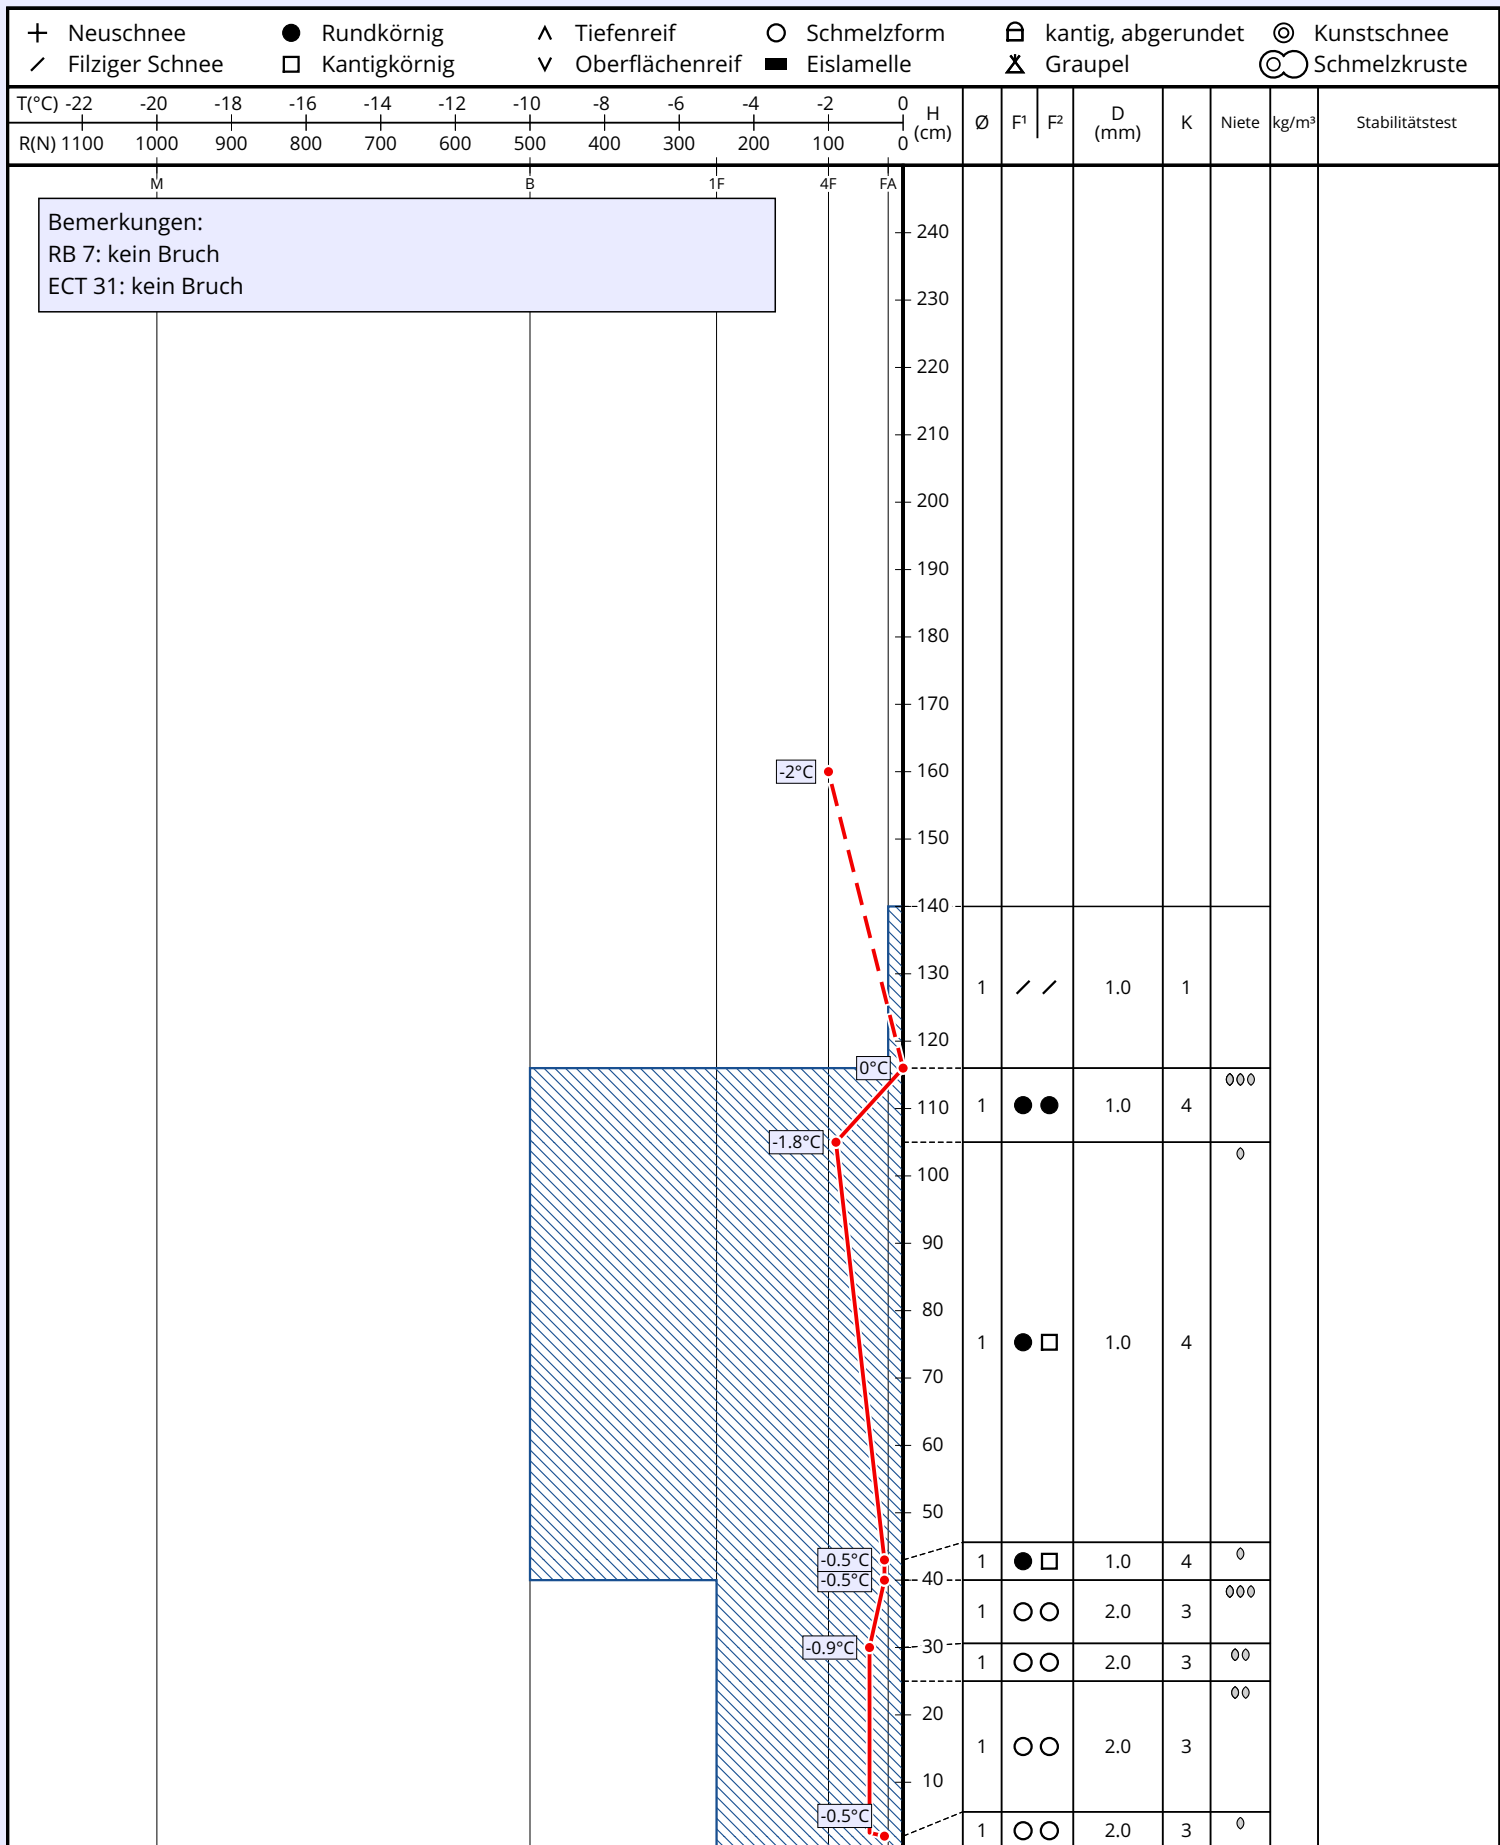 Neuschnee Rundkörnig Tiefenreif Schmelzform kantig, abgerundet Kunstschnee
Filziger Schnee Kantigkörnig Oberflächenreif Eislamelle Graupel Schmelzkruste
T(°C) -22 -20 -18 -16 -14 -12 -10 -8 -6 -4 -2 0
R(N) 1100 1000 900 800 700 600 500 400 300 200 100 0
H (cm) Ø F¹ F² D (mm) K Niete kg/m³ Stabilitätstest
M B 1F 4F FA
Bemerkungen:
RB 7: kein Bruch
ECT 31: kein Bruch
240
230
220
210
200
190
180
170
-2°C 160
150
140
130
1 1.0 1
120
0°C
110 1 1.0 4
-1.8°C
100
90
80
1 1.0 4
70
60
50
-0.5°C 1 1.0 4
-0.5°C 40
1 2.0 3
-0.9°C 30
1 2.0 3
20
1 2.0 3
10
-0.5°C
1 2.0 3